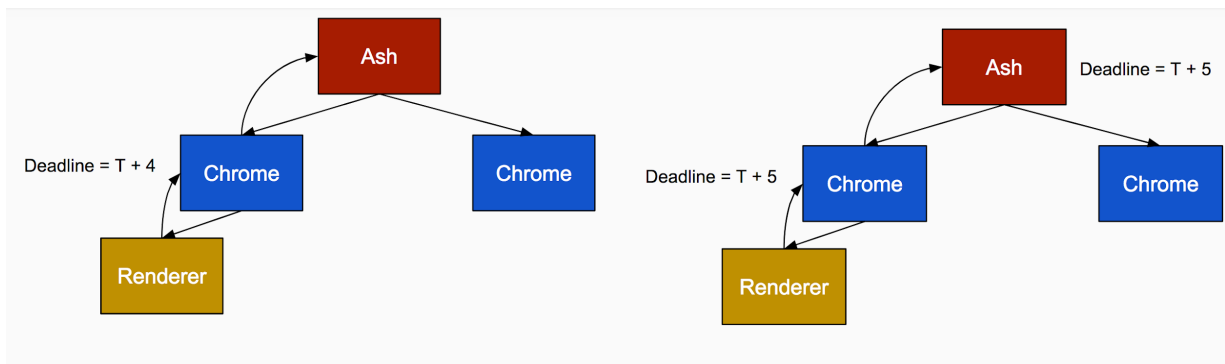 Ash
Deadline = T + 4
Chrome
Chrome
Renderer
Ash
Deadline = T + 5
Deadline = T + 5
Chrome
Chrome
Renderer